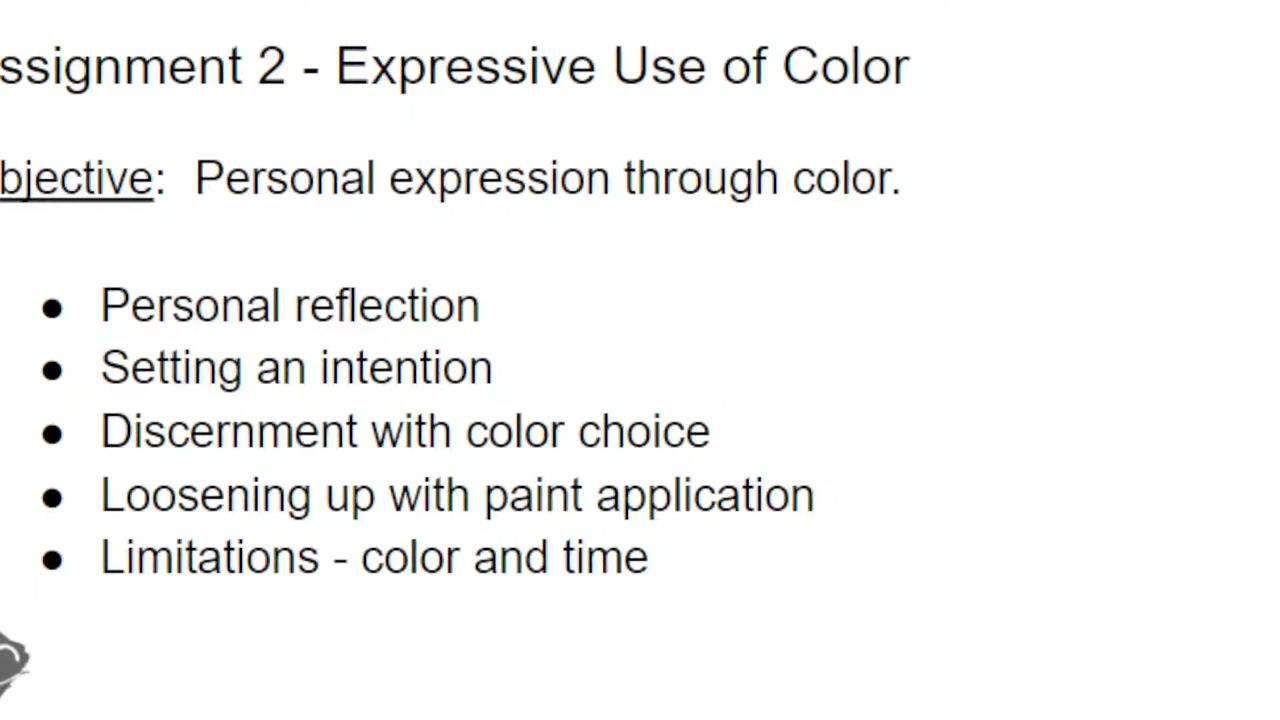 ssignment 2 - Expressive Use of Color
bjective: Personal expression through color.
● Personal reflection
● Setting an intention
● Discernment with color choice
● Loosening up with paint application
● Limitations - color and time